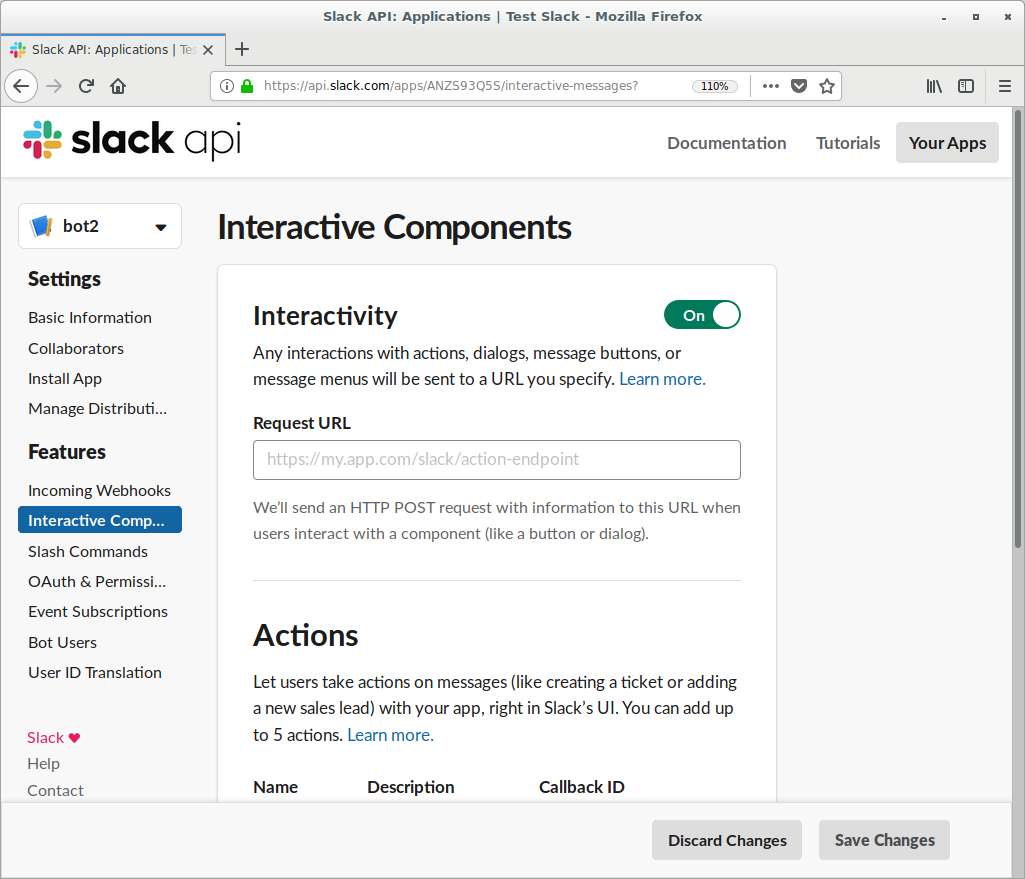 Slack API: Applications | Test Slack - Mozilla Firefox
Slack API: Applications | Tes
https://api.slack.com/apps/ANZS93Q5S/interactive-messages?
110%
slack api
Documentation
Tutorials
Your Apps
bot2
Settings
Basic Information
Collaborators
Install App
Manage Distributi...
Features
Incoming Webhooks
Interactive Comp...
Slash Commands
OAuth & Permissi...
Event Subscriptions
Bot Users
User ID Translation
Slack ♥
Help
Contact
Interactive Components
Interactivity
On
Any interactions with actions, dialogs, message buttons, or
message menus will be sent to a URL you specify. Learn more.
Request URL
https://my.app.com/slack/action-endpoint
We'll send an HTTP POST request with information to this URL when
users interact with a component (like a button or dialog).
Actions
Let users take actions on messages (like creating a ticket or adding
a new sales lead) with your app, right in Slack's UI. You can add up
to 5 actions. Learn more.
Name Description Callback ID
Discard Changes
Save Changes